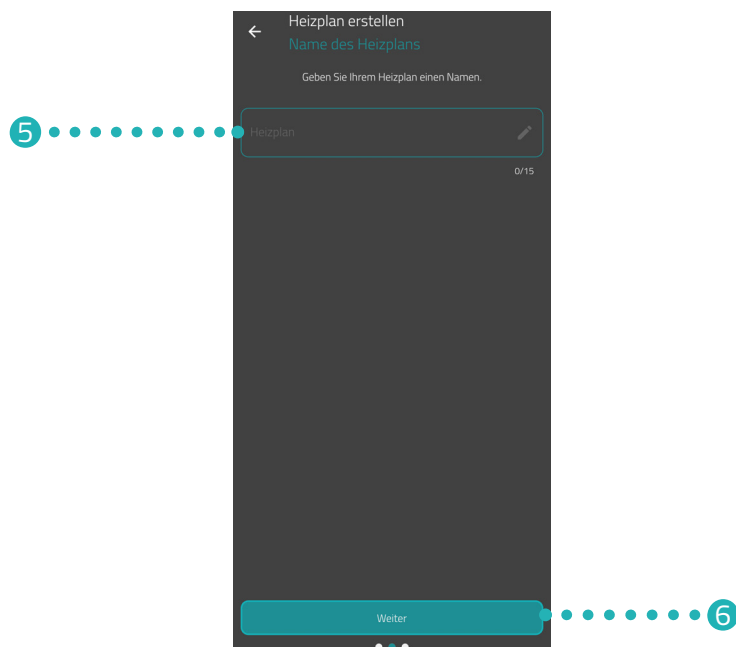 Heizplan erstellen
Name des Heizplans
Geben Sie Ihrem Heizplan einen Namen.
5
Heizplan
0/15
Weiter
6